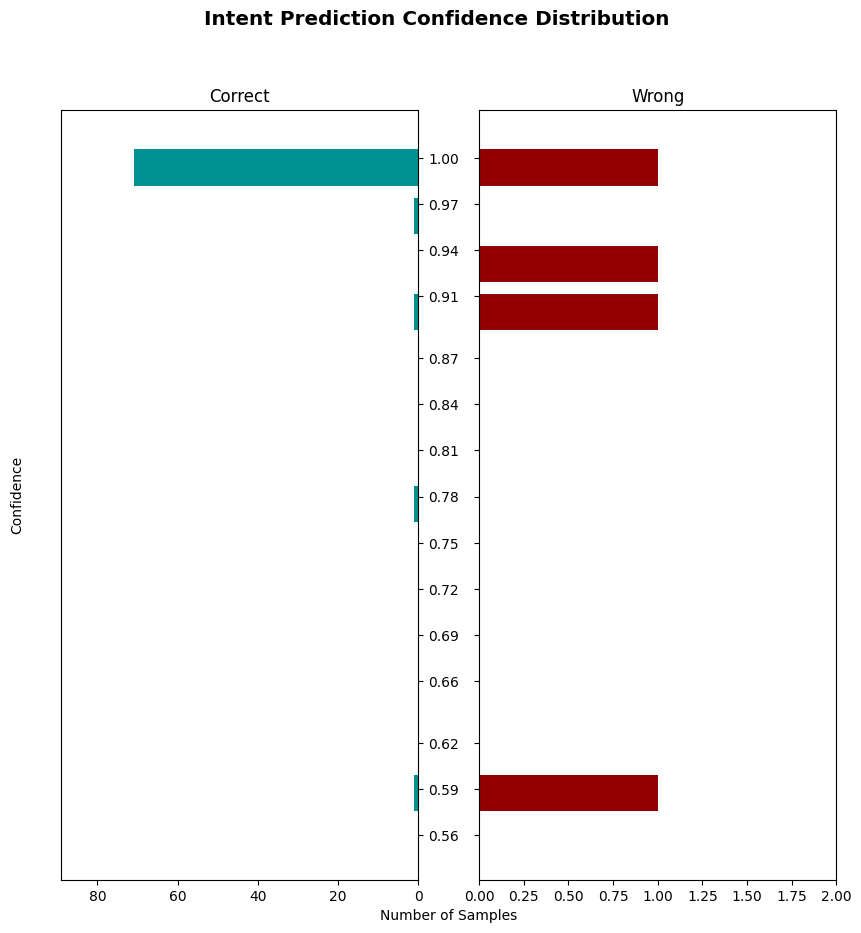 Intent Prediction Confidence Distribution
Correct
Wrong
1.00
0.97
0.94
0.91
0.87
0.84
0.81
0.78
0.75
0.72
0.69
0.66
0.62
0.59
0.56
Confidence
80 60 40 20 0
0.00 0.25 0.50 0.75 1.00 1.25 1.50 1.75 2.00
Number of Samples